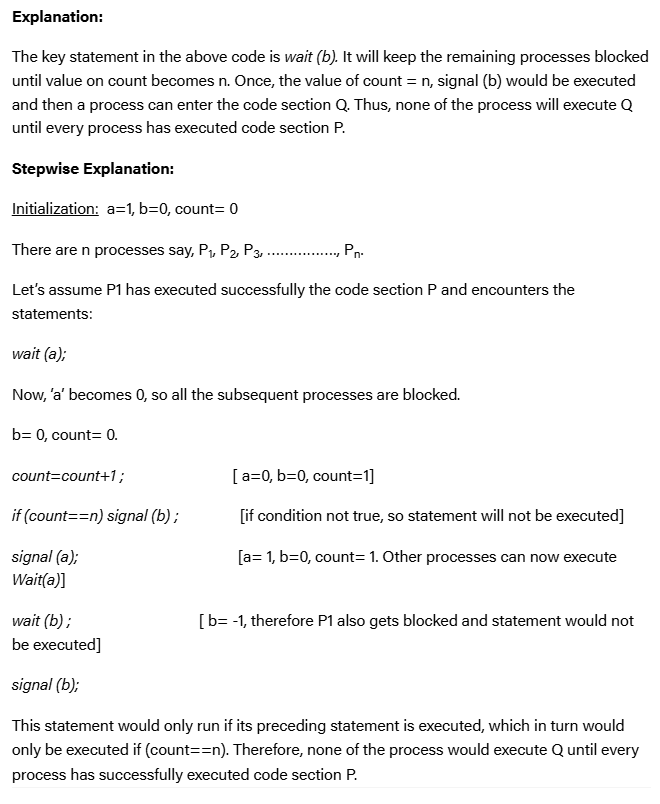 Explanation:
The key statement in the above code is wait (b). It will keep the remaining processes blocked
until value on count becomes n. Once, the value of count = n, signal (b) would be executed
and then a process can enter the code section Q. Thus, none of the process will execute Q
until every process has executed code section P.
Stepwise Explanation:
Initialization: a=1, b=0, count= 0
There are n processes say, P₁, P₂, P₃, ................, Pₙ.
Let's assume P1 has executed successfully the code section P and encounters the
statements:
wait (a);
Now, 'a' becomes 0, so all the subsequent processes are blocked.
b= 0, count= 0.
count=count+1 ; [ a=0, b=0, count=1]
if (count==n) signal (b) ; [if condition not true, so statement will not be executed]
signal (a); [a= 1, b=0, count= 1. Other processes can now execute
Wait(a)]
wait (b) ; [ b= -1, therefore P1 also gets blocked and statement would not
be executed]
signal (b);
This statement would only run if its preceding statement is executed, which in turn would
only be executed if (count==n). Therefore, none of the process would execute Q until every
process has successfully executed code section P.